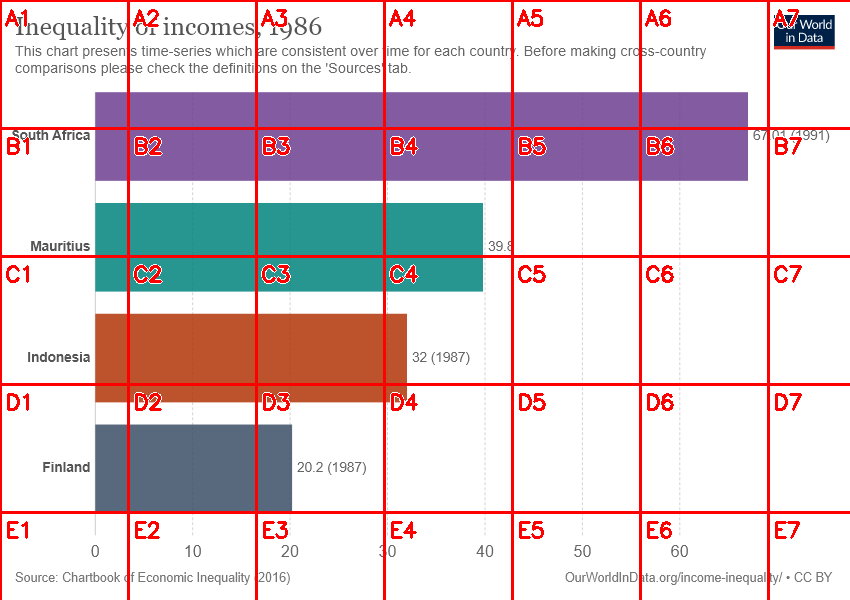 Inequality of incomes, 1986
Our World
in Data
This chart presents time-series which are consistent over time for each country. Before making cross-country
comparisons please check the definitions on the 'Sources' tab.
South Africa
67.01 (1991)
Mauritius
39.8
Indonesia
32 (1987)
Finland
20.2 (1987)
0 10 20 30 40 50 60
Source: Chartbook of Economic Inequality (2016)
OurWorldInData.org/income-inequality/ • CC BY
A1 A2 A3 A4 A5 A6 A7
B1 B2 B3 B4 B5 B6 B7
C1 C2 C3 C4 C5 C6 C7
D1 D2 D3 D4 D5 D6 D7
E1 E2 E3 E4 E5 E6 E7